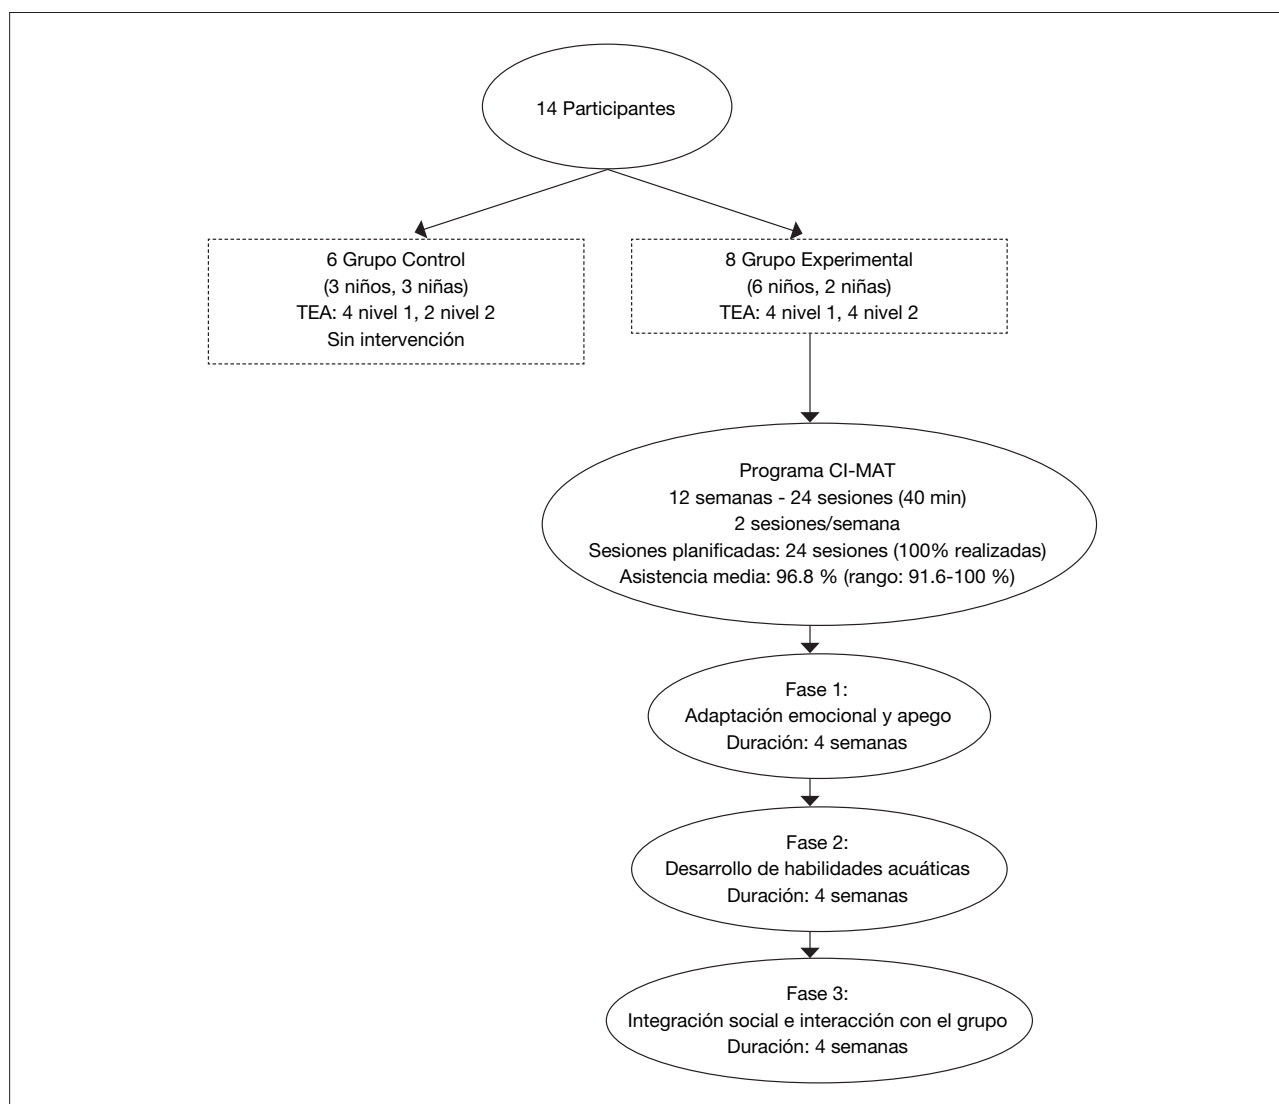 14 Participantes
6 Grupo Control
(3 niños, 3 niñas)
TEA: 4 nivel 1, 2 nivel 2
Sin intervención
8 Grupo Experimental
(6 niños, 2 niñas)
TEA: 4 nivel 1, 4 nivel 2
Programa CI-MAT
12 semanas - 24 sesiones (40 min)
2 sesiones/semana
Sesiones planificadas: 24 sesiones (100% realizadas)
Asistencia media: 96.8 % (rango: 91.6-100 %)
Fase 1:
Adaptación emocional y apego
Duración: 4 semanas
Fase 2:
Desarrollo de habilidades acuáticas
Duración: 4 semanas
Fase 3:
Integración social e interacción con el grupo
Duración: 4 semanas